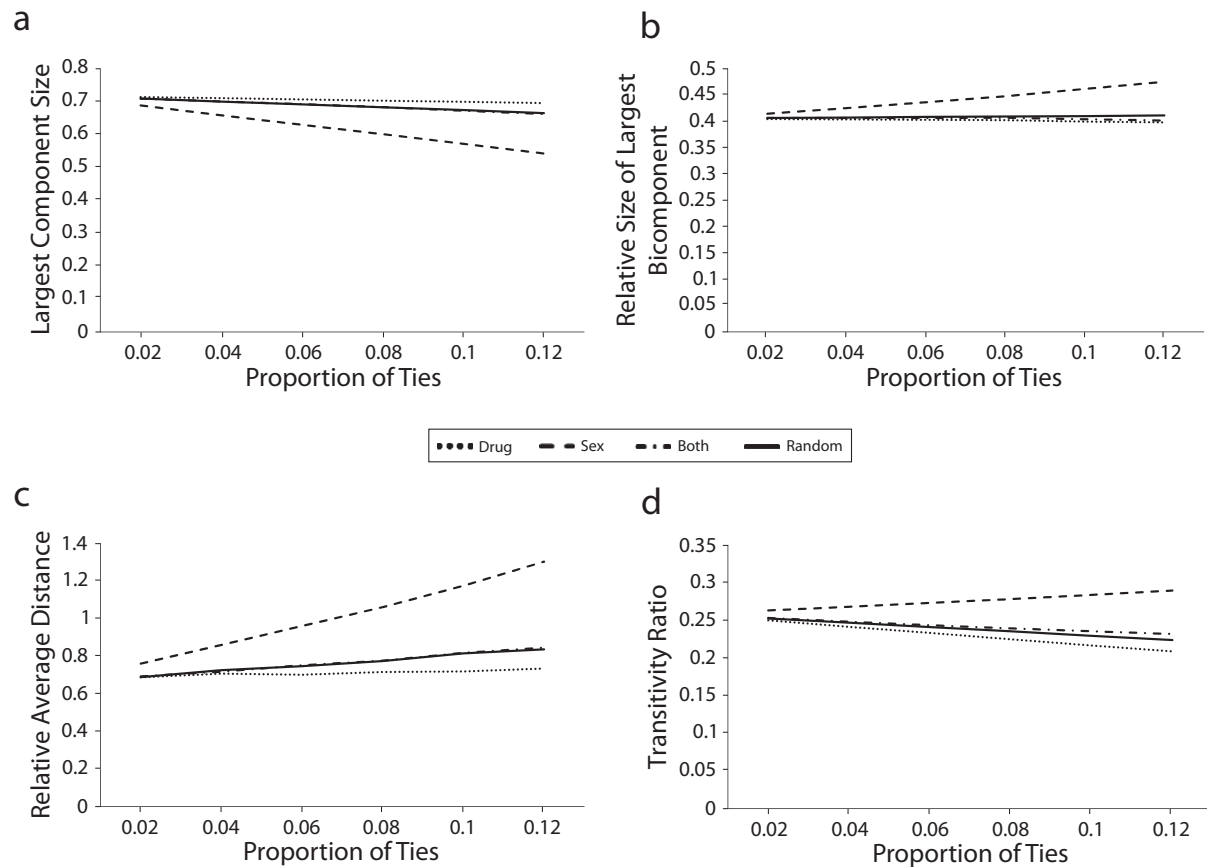 a
Largest Component Size
0.8
0.7
0.6
0.5
0.4
0.3
0.2
0.1
0
0.02 0.04 0.06 0.08 0.1 0.12
Proportion of Ties
b
Relative Size of Largest
Bicomponent
0.5
0.45
0.4
0.35
0.3
0.25
0.2
0.15
0.1
0.05
0
0.02 0.04 0.06 0.08 0.1 0.12
Proportion of Ties
Drug Sex Both Random
c
Relative Average Distance
1.4
1.2
1
0.8
0.6
0.4
0.2
0
0.02 0.04 0.06 0.08 0.1 0.12
Proportion of Ties
d
Transitivity Ratio
0.35
0.3
0.25
0.2
0.15
0.1
0.05
0
0.02 0.04 0.06 0.08 0.1 0.12
Proportion of Ties